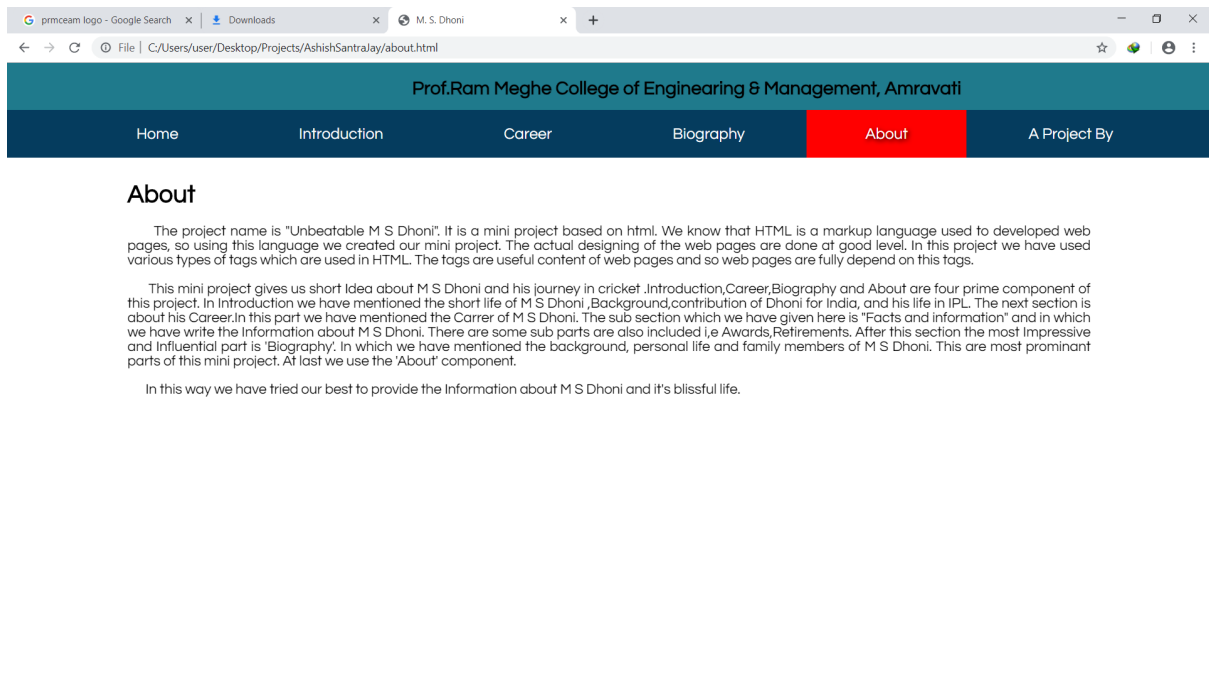 prmceam logo - Google Search
Downloads
M. S. Dhoni
File | C:/Users/user/Desktop/Projects/AshishSantraJay/about.html
Prof.Ram Meghe College of Enginearing & Management, Amravati
Home Introduction Career Biography About A Project By
About
The project name is "Unbeatable M S Dhoni". It is a mini project based on html. We know that HTML is a markup language used to developed web
pages, so using this language we created our mini project. The actual designing of the web pages are done at good level. In this project we have used
various types of tags which are used in HTML. The tags are useful content of web pages and so web pages are fully depend on this tags.
This mini project gives us short Idea about M S Dhoni and his journey in cricket .Introduction,Career,Biography and About are four prime component of
this project. In Introduction we have mentioned the short life of M S Dhoni ,Background,contribution of Dhoni for India, and his life in IPL. The next section is
about his Career.In this part we have mentioned the Carrer of M S Dhoni. The sub section which we have given here is "Facts and information" and in which
we have write the Information about M S Dhoni. There are some sub parts are also included i,e Awards,Retirements. After this section the most Impressive
and Influential part is 'Biography'. In which we have mentioned the background, personal life and family members of M S Dhoni. This are most prominant
parts of this mini project. At last we use the 'About' component.
In this way we have tried our best to provide the Information about M S Dhoni and it's blissful life.